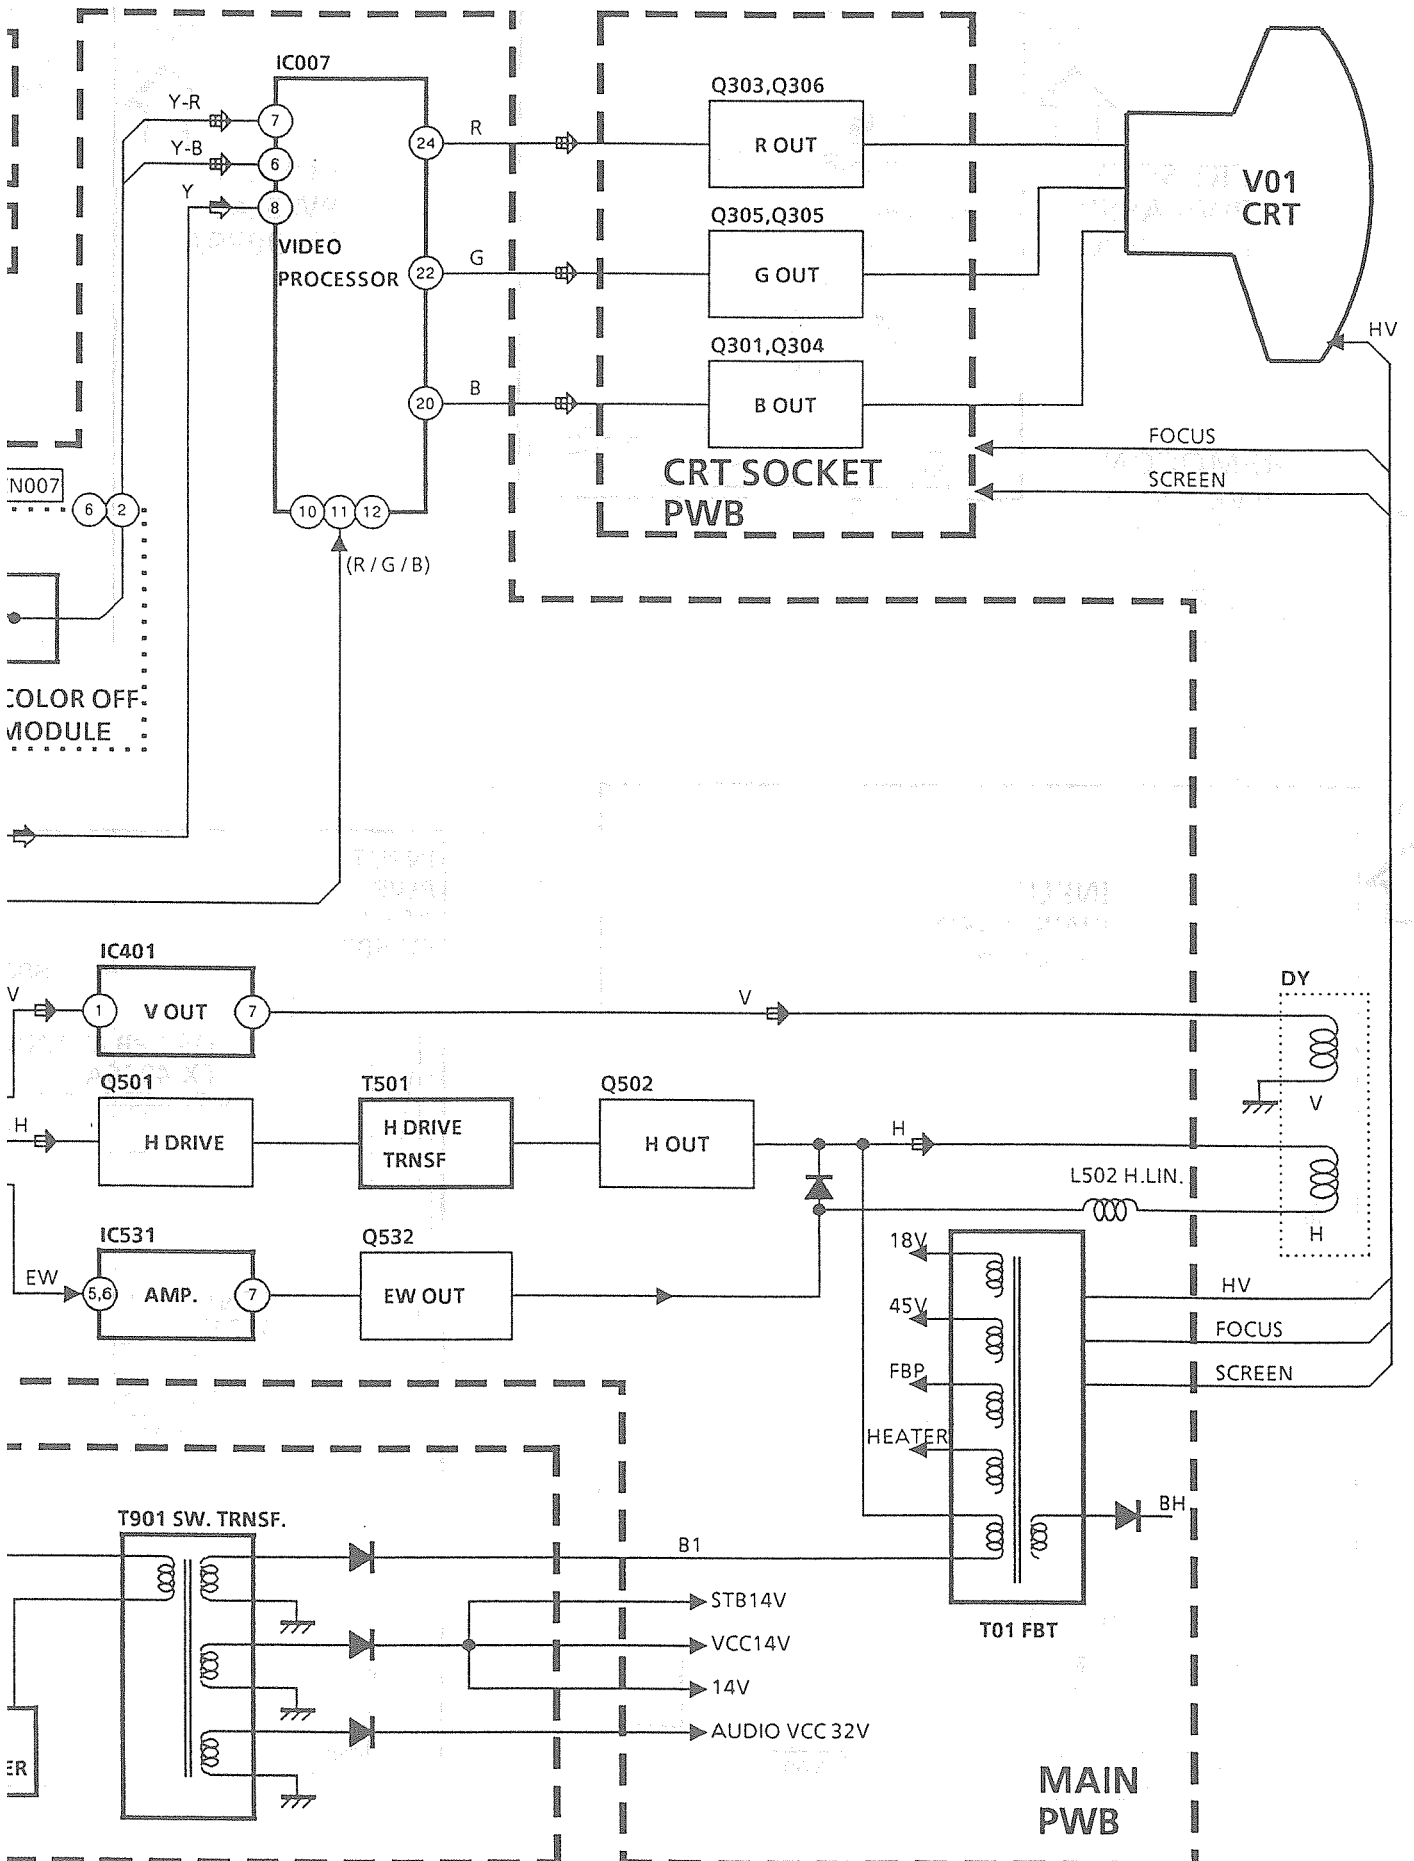 IC007
Y-R
7
Y-B
6
Y
8
24
R
VIDEO
PROCESSOR
22
G
20
B
10 11 12
(R / G / B)
Q303,Q306
R OUT
Q305,Q305
G OUT
Q301,Q304
B OUT
CRT SOCKET
PWB
V01
CRT
HV
FOCUS
SCREEN
N007
6 2
COLOR OFF
MODULE
IC401
V
1
V OUT
7
V
DY
V
Q501
H
H DRIVE
T501
H DRIVE
TRNSF
Q502
H OUT
H
L502 H.LIN.
H
IC531
EW
5,6
AMP.
7
Q532
EW OUT
18V
45V
FBP
HEATER
HV
FOCUS
SCREEN
BH
T01 FBT
T901 SW. TRNSF.
B1
STB14V
VCC14V
14V
AUDIO VCC 32V
ER
MAIN
PWB